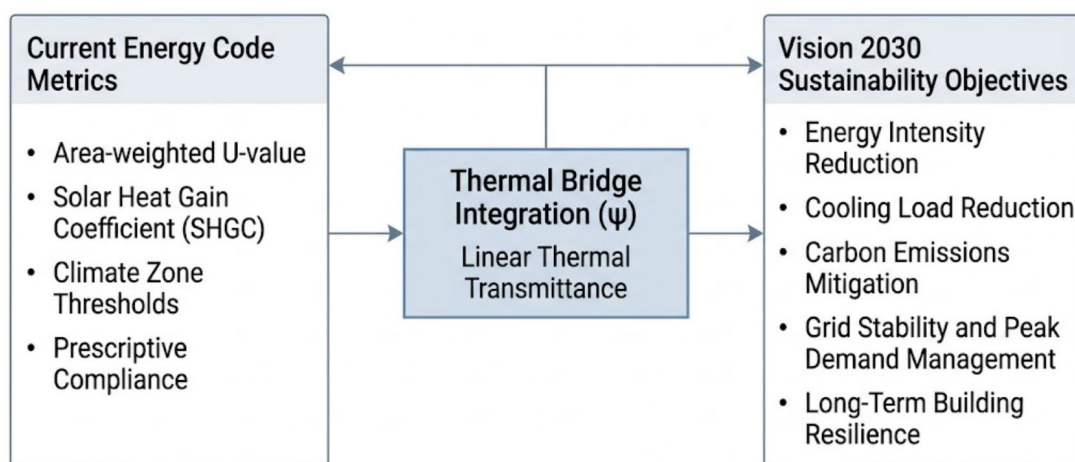 Current Energy Code
Metrics
• Area-weighted U-value
• Solar Heat Gain
Coefficient (SHGC)
• Climate Zone
Thresholds
• Prescriptive
Compliance
Thermal Bridge
Integration (ψ)
Linear Thermal
Transmittance
Vision 2030
Sustainability Objectives
• Energy Intensity
Reduction
• Cooling Load Reduction
• Carbon Emissions
Mitigation
• Grid Stability and Peak
Demand Management
• Long-Term Building
Resilience